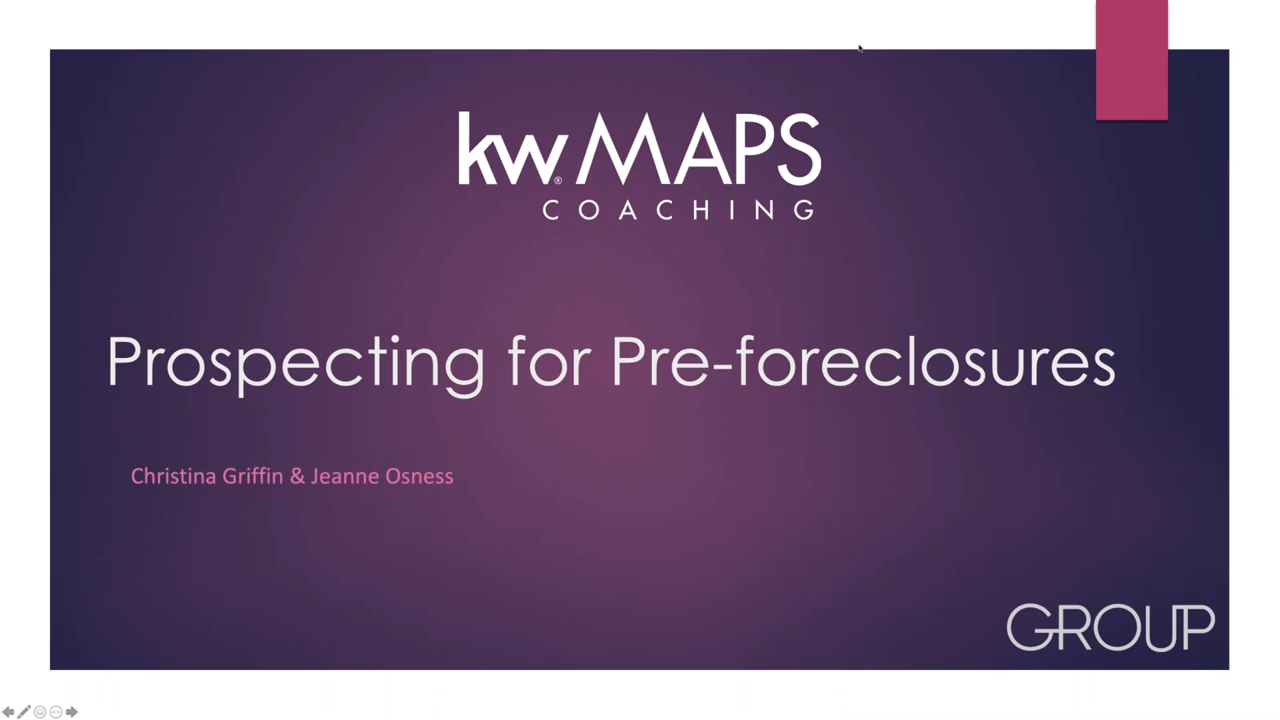 kw® MAPS
COACHING
Prospecting for Pre-foreclosures
Christina Griffin & Jeanne Osness
GROUP